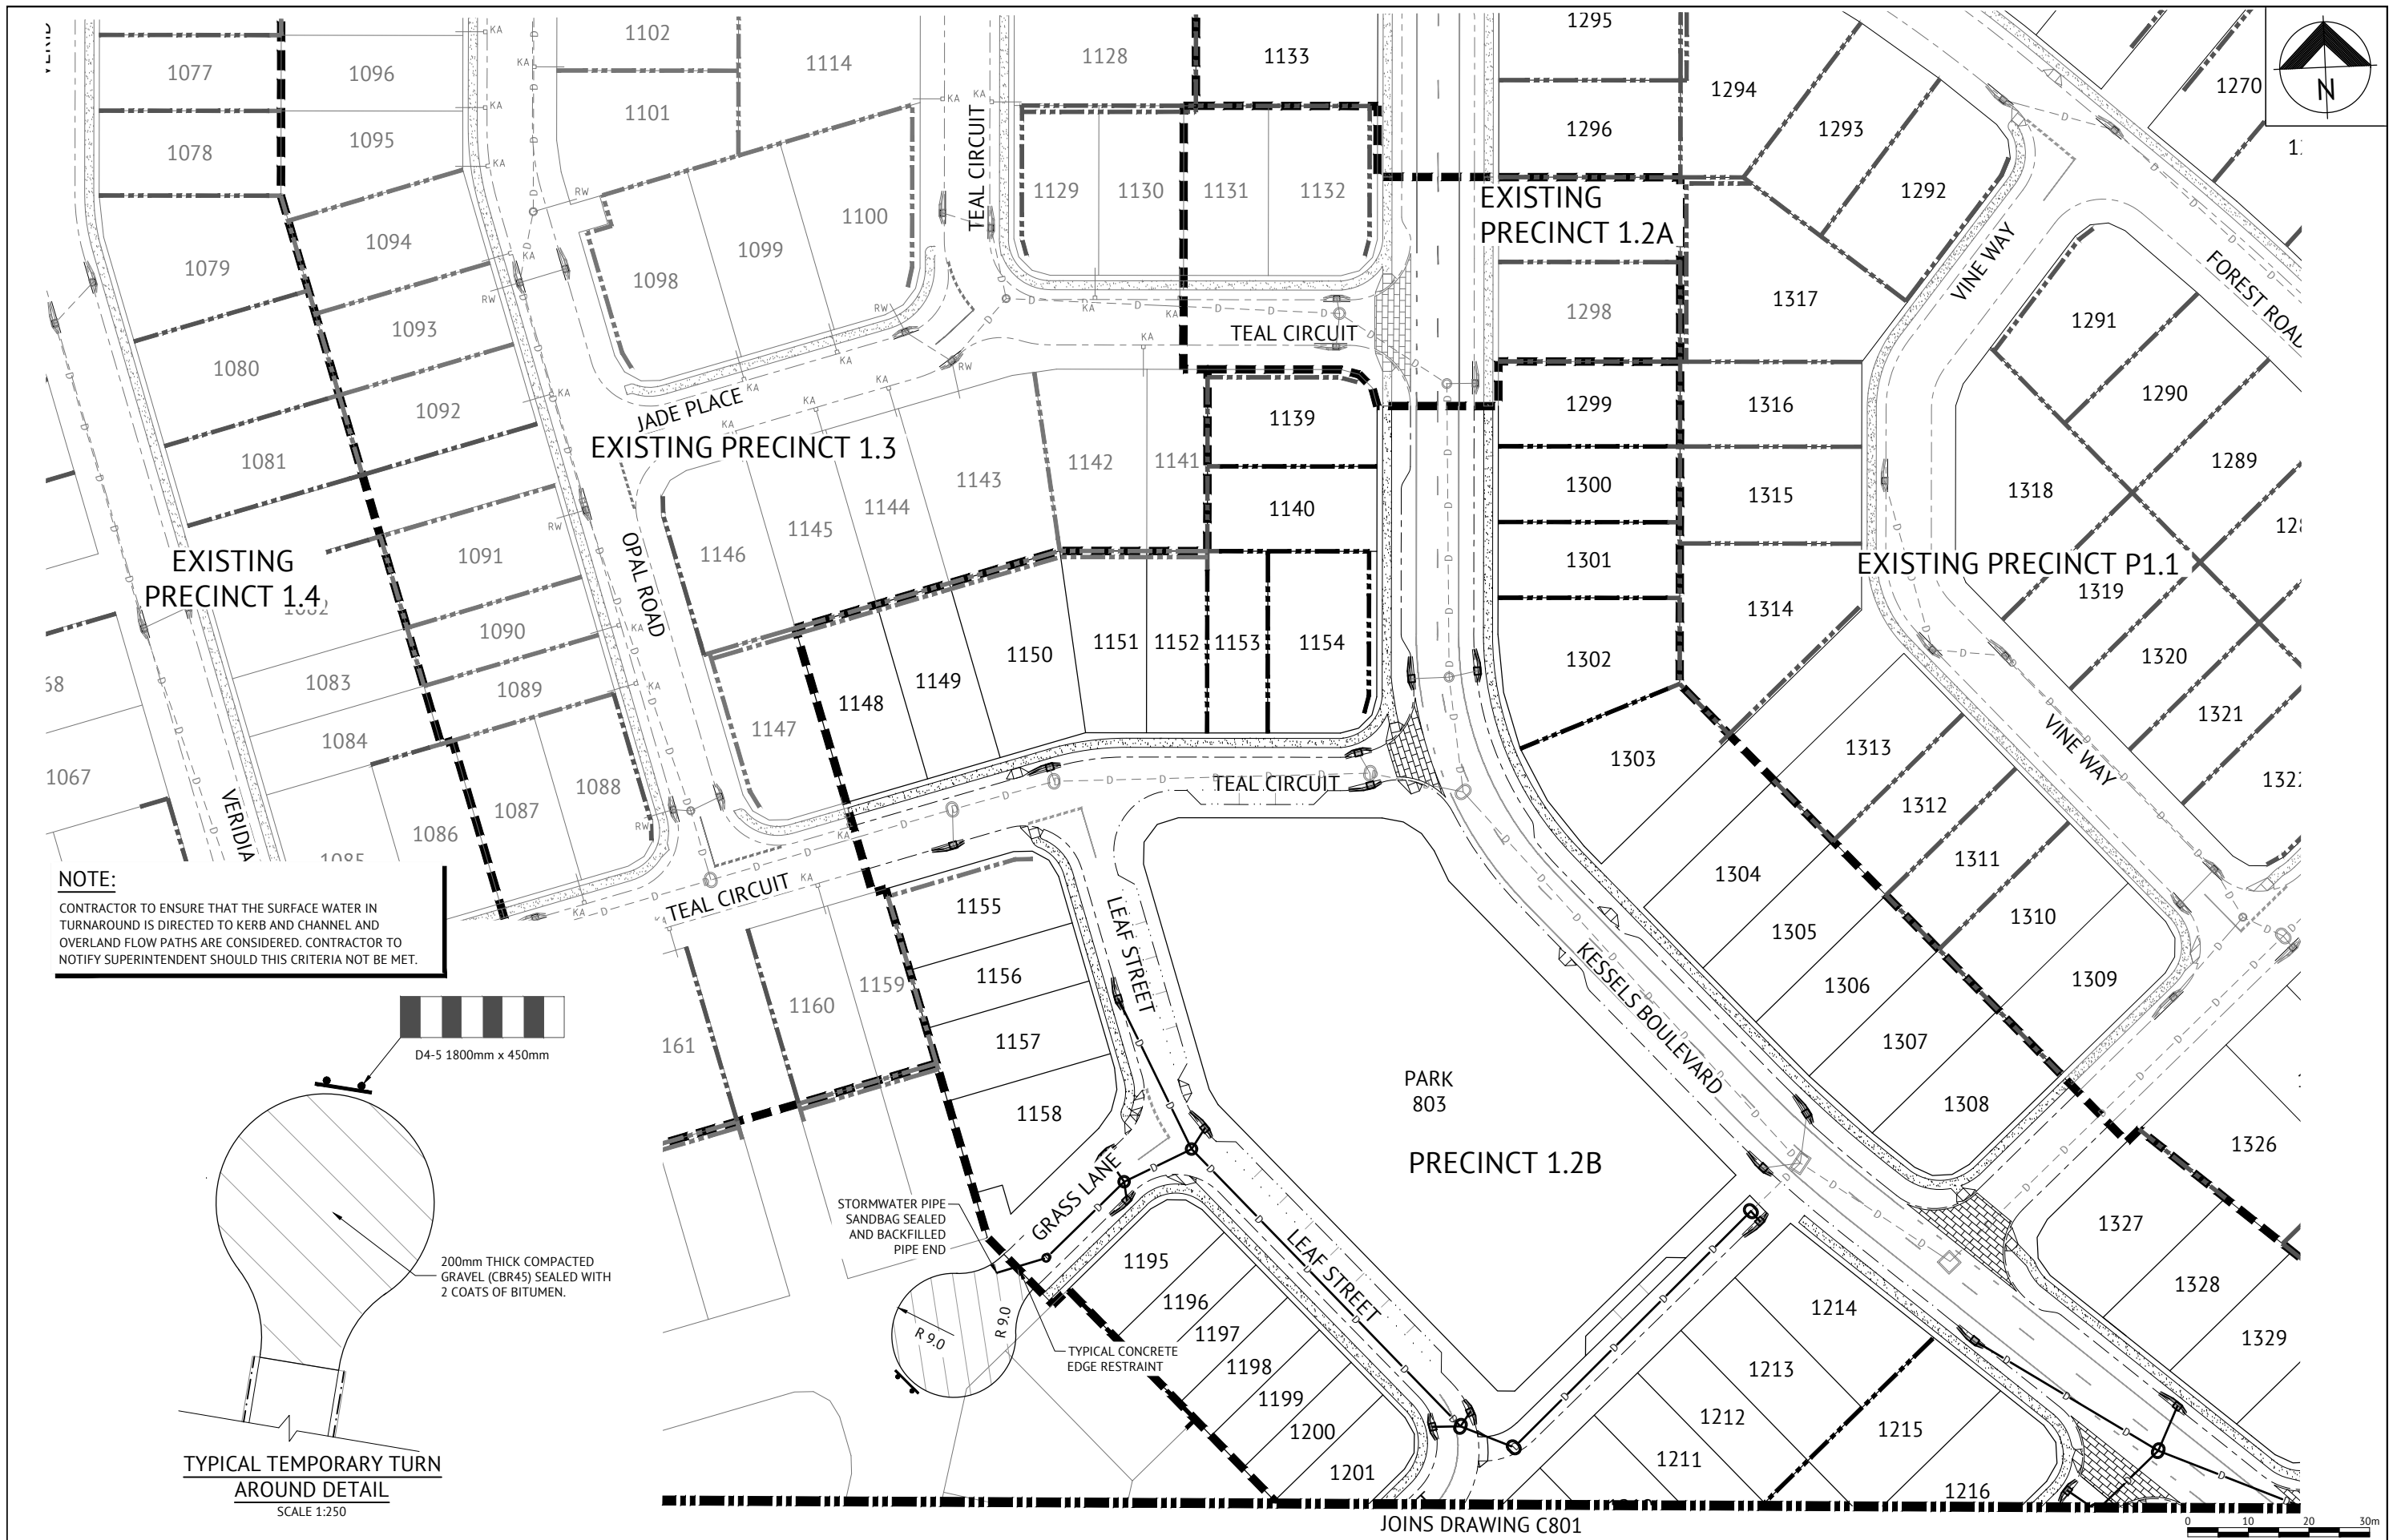 1077
1096
1102
1114
1128
1133
1295
1294
1270
N
1078
1095
1101
TEAL CIRCUIT
1296
1293
1079
1094
1098
1099
1100
1129
1130
1131
1132
EXISTING
PRECINCT 1.2A
1292
VINE WAY
FOREST ROAD
1080
1093
1298
1317
1291
TEAL CIRCUIT
1081
1092
JADE PLACE
EXISTING PRECINCT 1.3
1139
1299
1316
1290
1142
1141
1143
1144
1145
1146
1140
1300
1315
1318
1289
EXISTING
PRECINCT 1.4
1091
OPAL ROAD
1301
1314
EXISTING PRECINCT P1.1
1319
1090
1083
1089
1147
1148
1149
1150
1151
1152
1153
1154
1302
1320
1321
1084
1088
1087
1086
1067
1303
1313
1312
VINE WAY
TEAL CIRCUIT
TEAL CIRCUIT
1311
1310
1304
1305
1306
1307
1308
1309
NOTE:
CONTRACTOR TO ENSURE THAT THE SURFACE WATER IN
TURNAROUND IS DIRECTED TO KERB AND CHANNEL AND
OVERLAND FLOW PATHS ARE CONSIDERED. CONTRACTOR TO
NOTIFY SUPERINTENDENT SHOULD THIS CRITERIA NOT BE MET.
1155
1156
1157
1158
1159
1160
161
LEAF STREET
KESSELS BOULEVARD
D4-5 1800mm x 450mm
PARK
803
PRECINCT 1.2B
1326
1327
1328
1329
STORMWATER PIPE
SANDBAG SEALED
AND BACKFILLED
PIPE END
GRASS LANE
LEAF STREET
200mm THICK COMPACTED
GRAVEL (CBR45) SEALED WITH
2 COATS OF BITUMEN.
R 9.0
R 9.0
TYPICAL CONCRETE
EDGE RESTRAINT
1195
1196
1197
1198
1199
1200
1201
1214
1213
1212
1211
1215
1216
TYPICAL TEMPORARY TURN
AROUND DETAIL
SCALE 1:250
JOINS DRAWING C801
0 10 20 30m